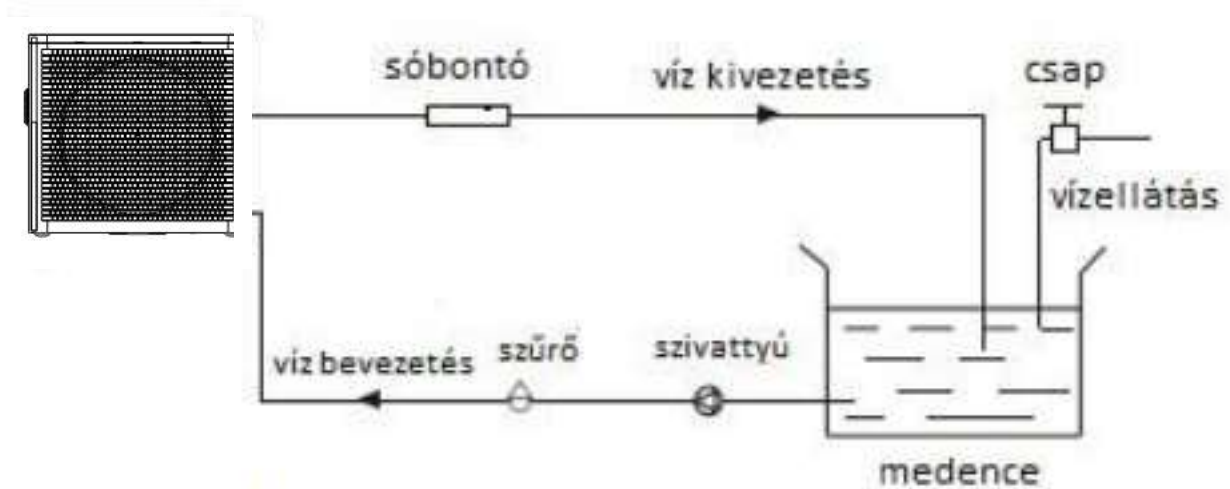 sóbontó
víz kivezetés
csap
vízellátás
víz bevezetés
szűrő
szivattyú
medence